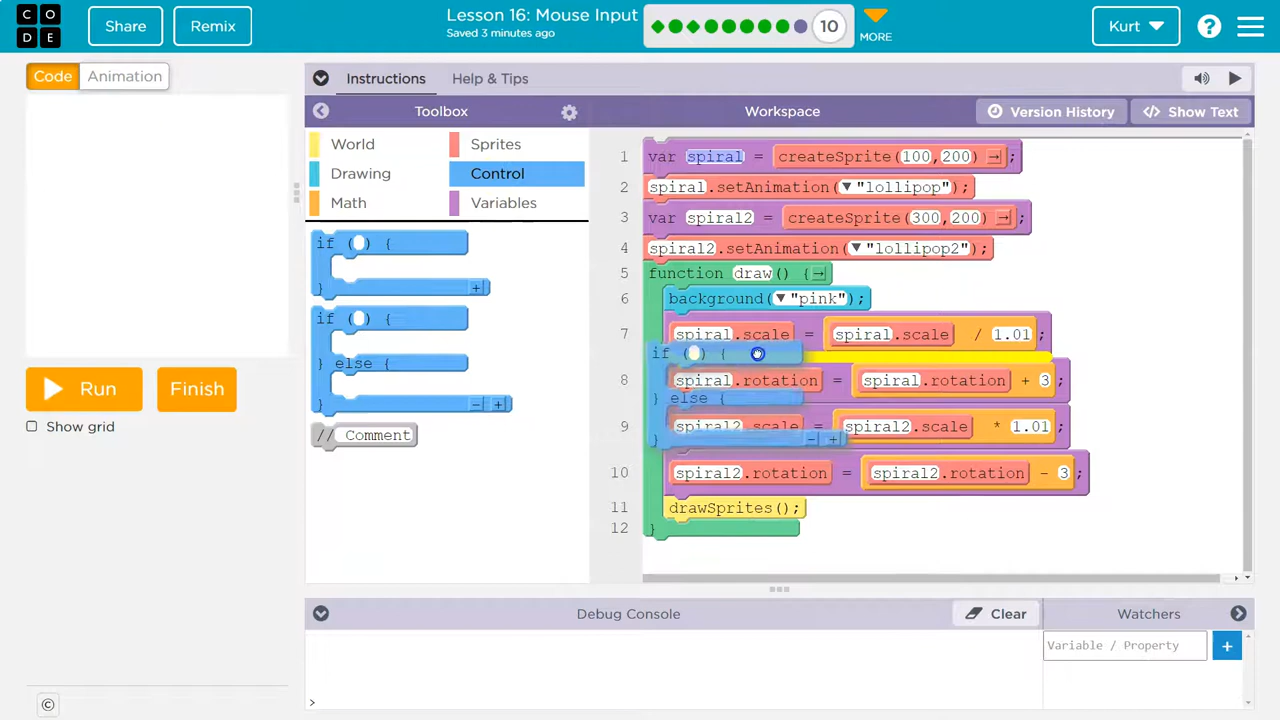 C O
D E
Share
Remix
Lesson 16: Mouse Input
Saved 3 minutes ago
10
MORE
Kurt
?
Code
Animation
Instructions
Help & Tips
Toolbox
Workspace
Version History
</> Show Text
World
Sprites
Drawing
Control
Math
Variables
if ( ) {
} +
if ( ) {
} else {
} - +
// Comment
1 var spiral = createSprite(100,200) → ;
2 spiral.setAnimation(▼"lollipop");
3 var spiral2 = createSprite(300,200) → ;
4 spiral2.setAnimation(▼"lollipop2");
5 function draw() { →
6 background(▼"pink");
7 spiral.scale = spiral.scale / 1.01;
if ( ) {
8 spiral.rotation = spiral.rotation + 3;
} else {
9 spiral2.scale = spiral2.scale * 1.01;
} - +
10 spiral2.rotation = spiral2.rotation - 3;
11 drawSprites();
12 }
Run
Finish
Show grid
Debug Console
Clear
Watchers
Variable / Property
+
>
©